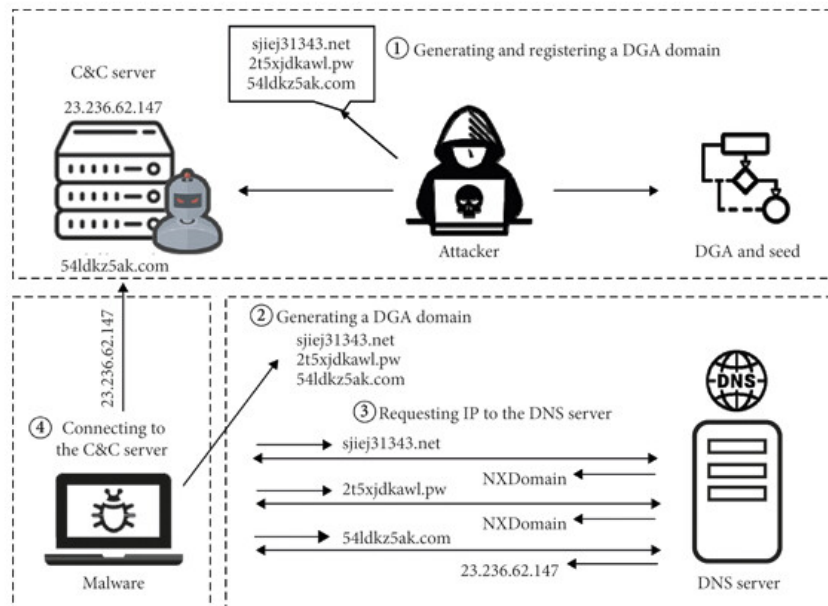 sjiej31343.net
2t5xjdkawl.pw
54ldkz5ak.com
1 Generating and registering a DGA domain
C&C server
23.236.62.147
54ldkz5ak.com
Attacker
DGA and seed
2 Generating a DGA domain
sjiej31343.net
2t5xjdkawl.pw
54ldkz5ak.com
23.236.62.147
4 Connecting to
the C&C server
Malware
3 Requesting IP to the DNS server
sjiej31343.net
NXDomain
2t5xjdkawl.pw
NXDomain
54ldkz5ak.com
23.236.62.147
DNS
DNS server